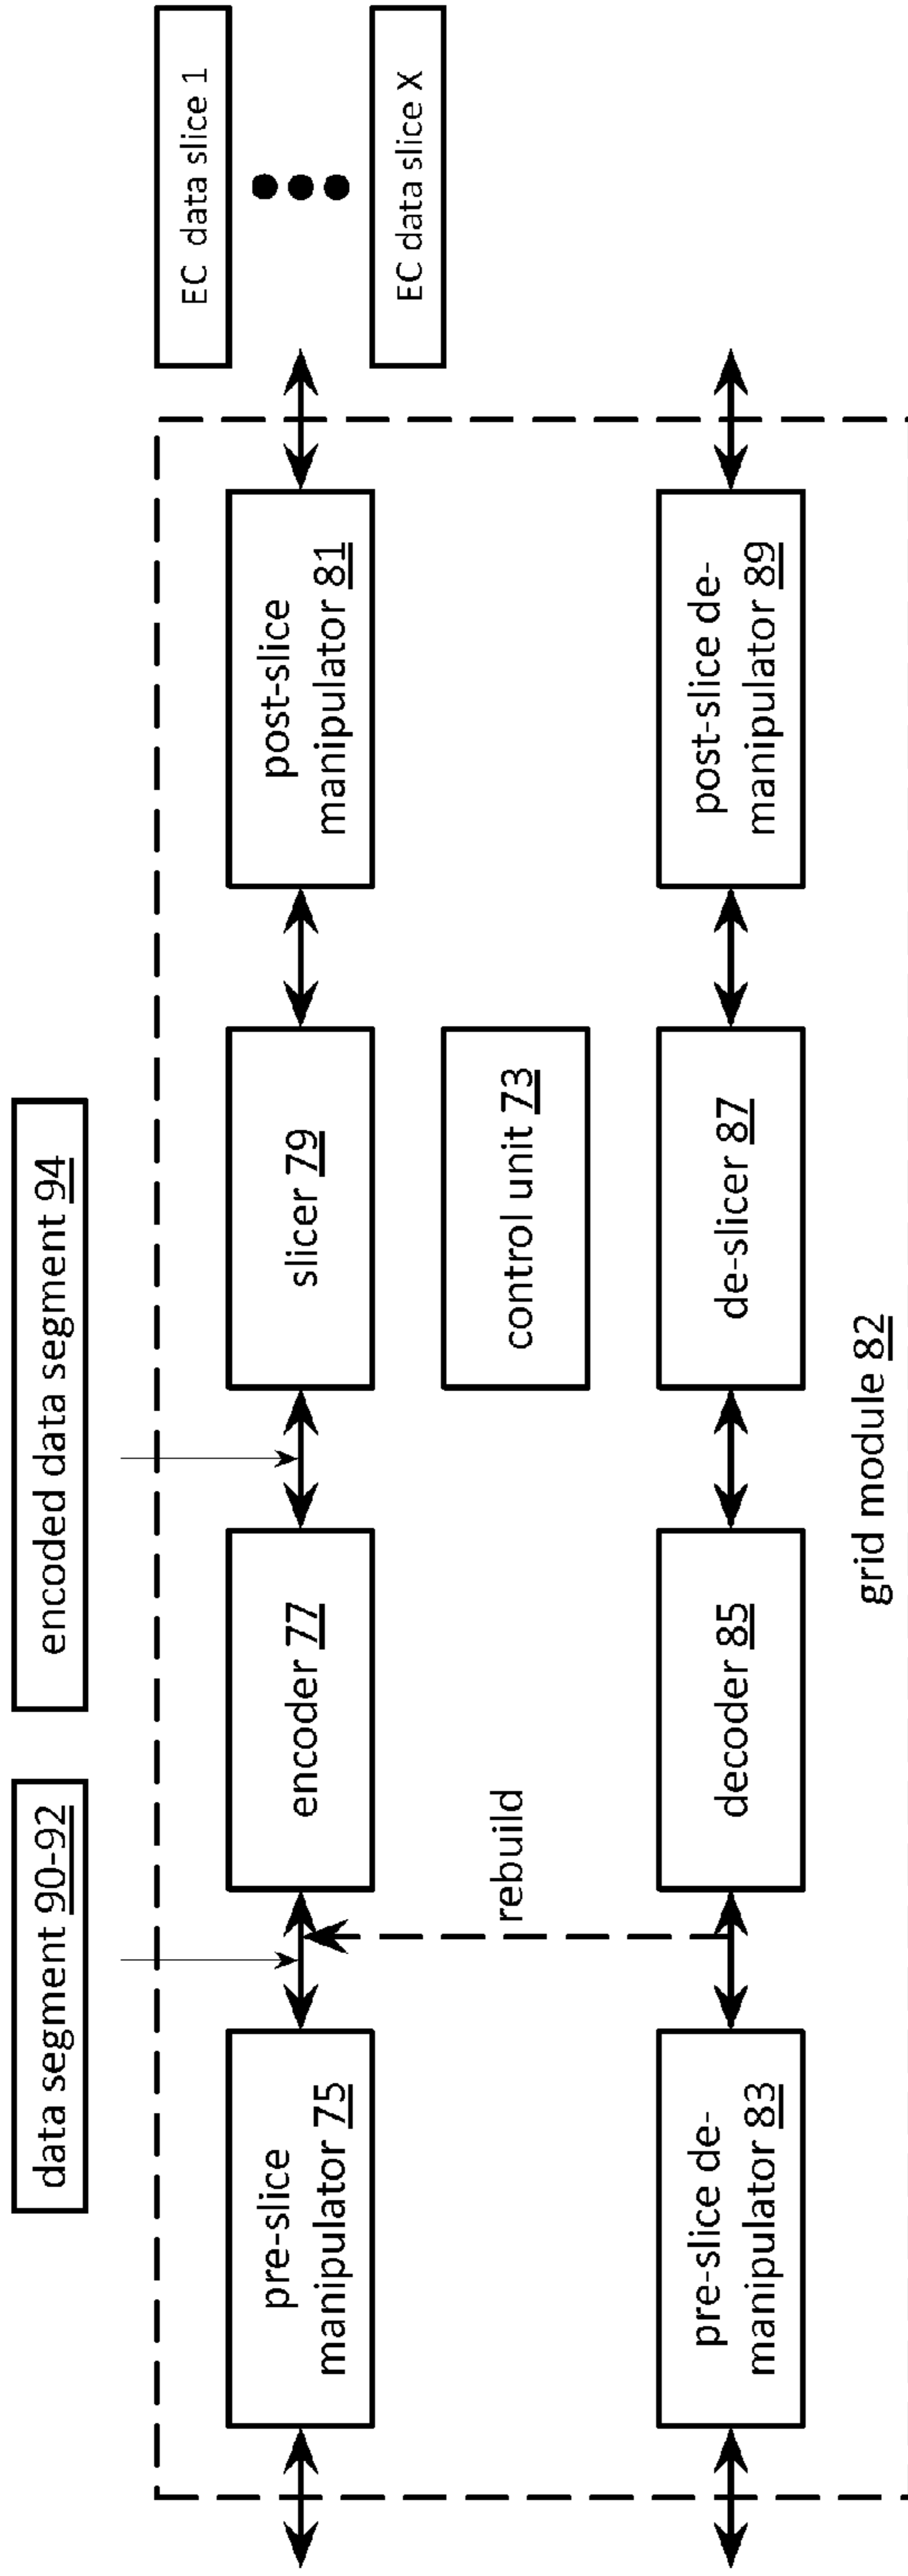 data segment 90-92
encoded data segment 94
EC data slice 1
EC data slice X
pre-slice
manipulator 75
encoder 77
slicer 79
post-slice
manipulator 81
rebuild
control unit 73
pre-slice de-
manipulator 83
decoder 85
de-slicer 87
post-slice de-
manipulator 89
grid module 82